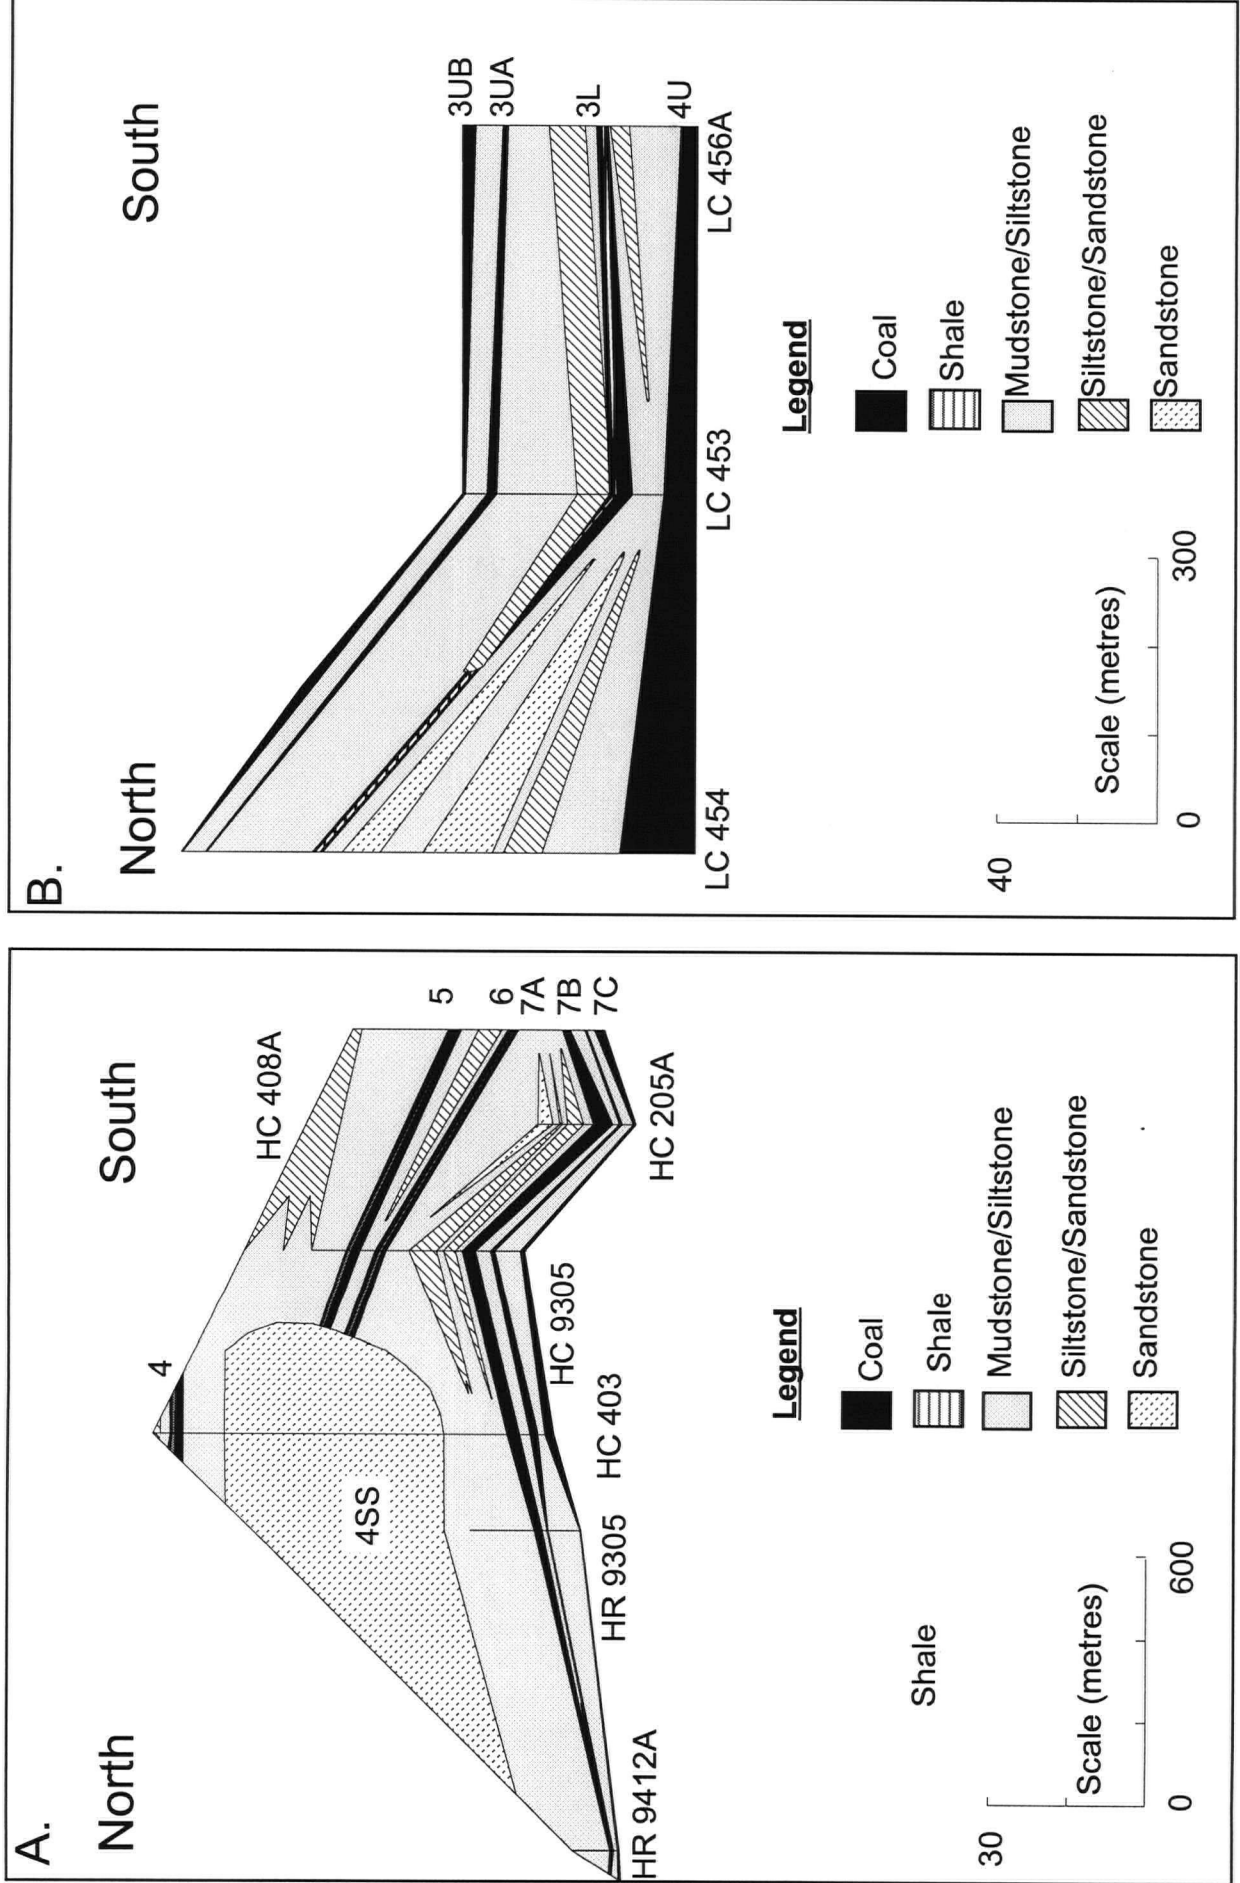 A.
North
South
4
HC 408A
4SS
5
6
7A
7B
7C
HR 9412A
HR 9305
HC 403
HC 9305
HC 205A
Legend
Coal
Shale
Mudstone/Siltstone
Siltstone/Sandstone
Sandstone
Shale
30
Scale (metres)
0
600
B.
North
South
3UB
3UA
3L
4U
LC 454
LC 453
LC 456A
Legend
Coal
Shale
Mudstone/Siltstone
Siltstone/Sandstone
Sandstone
40
Scale (metres)
0
300